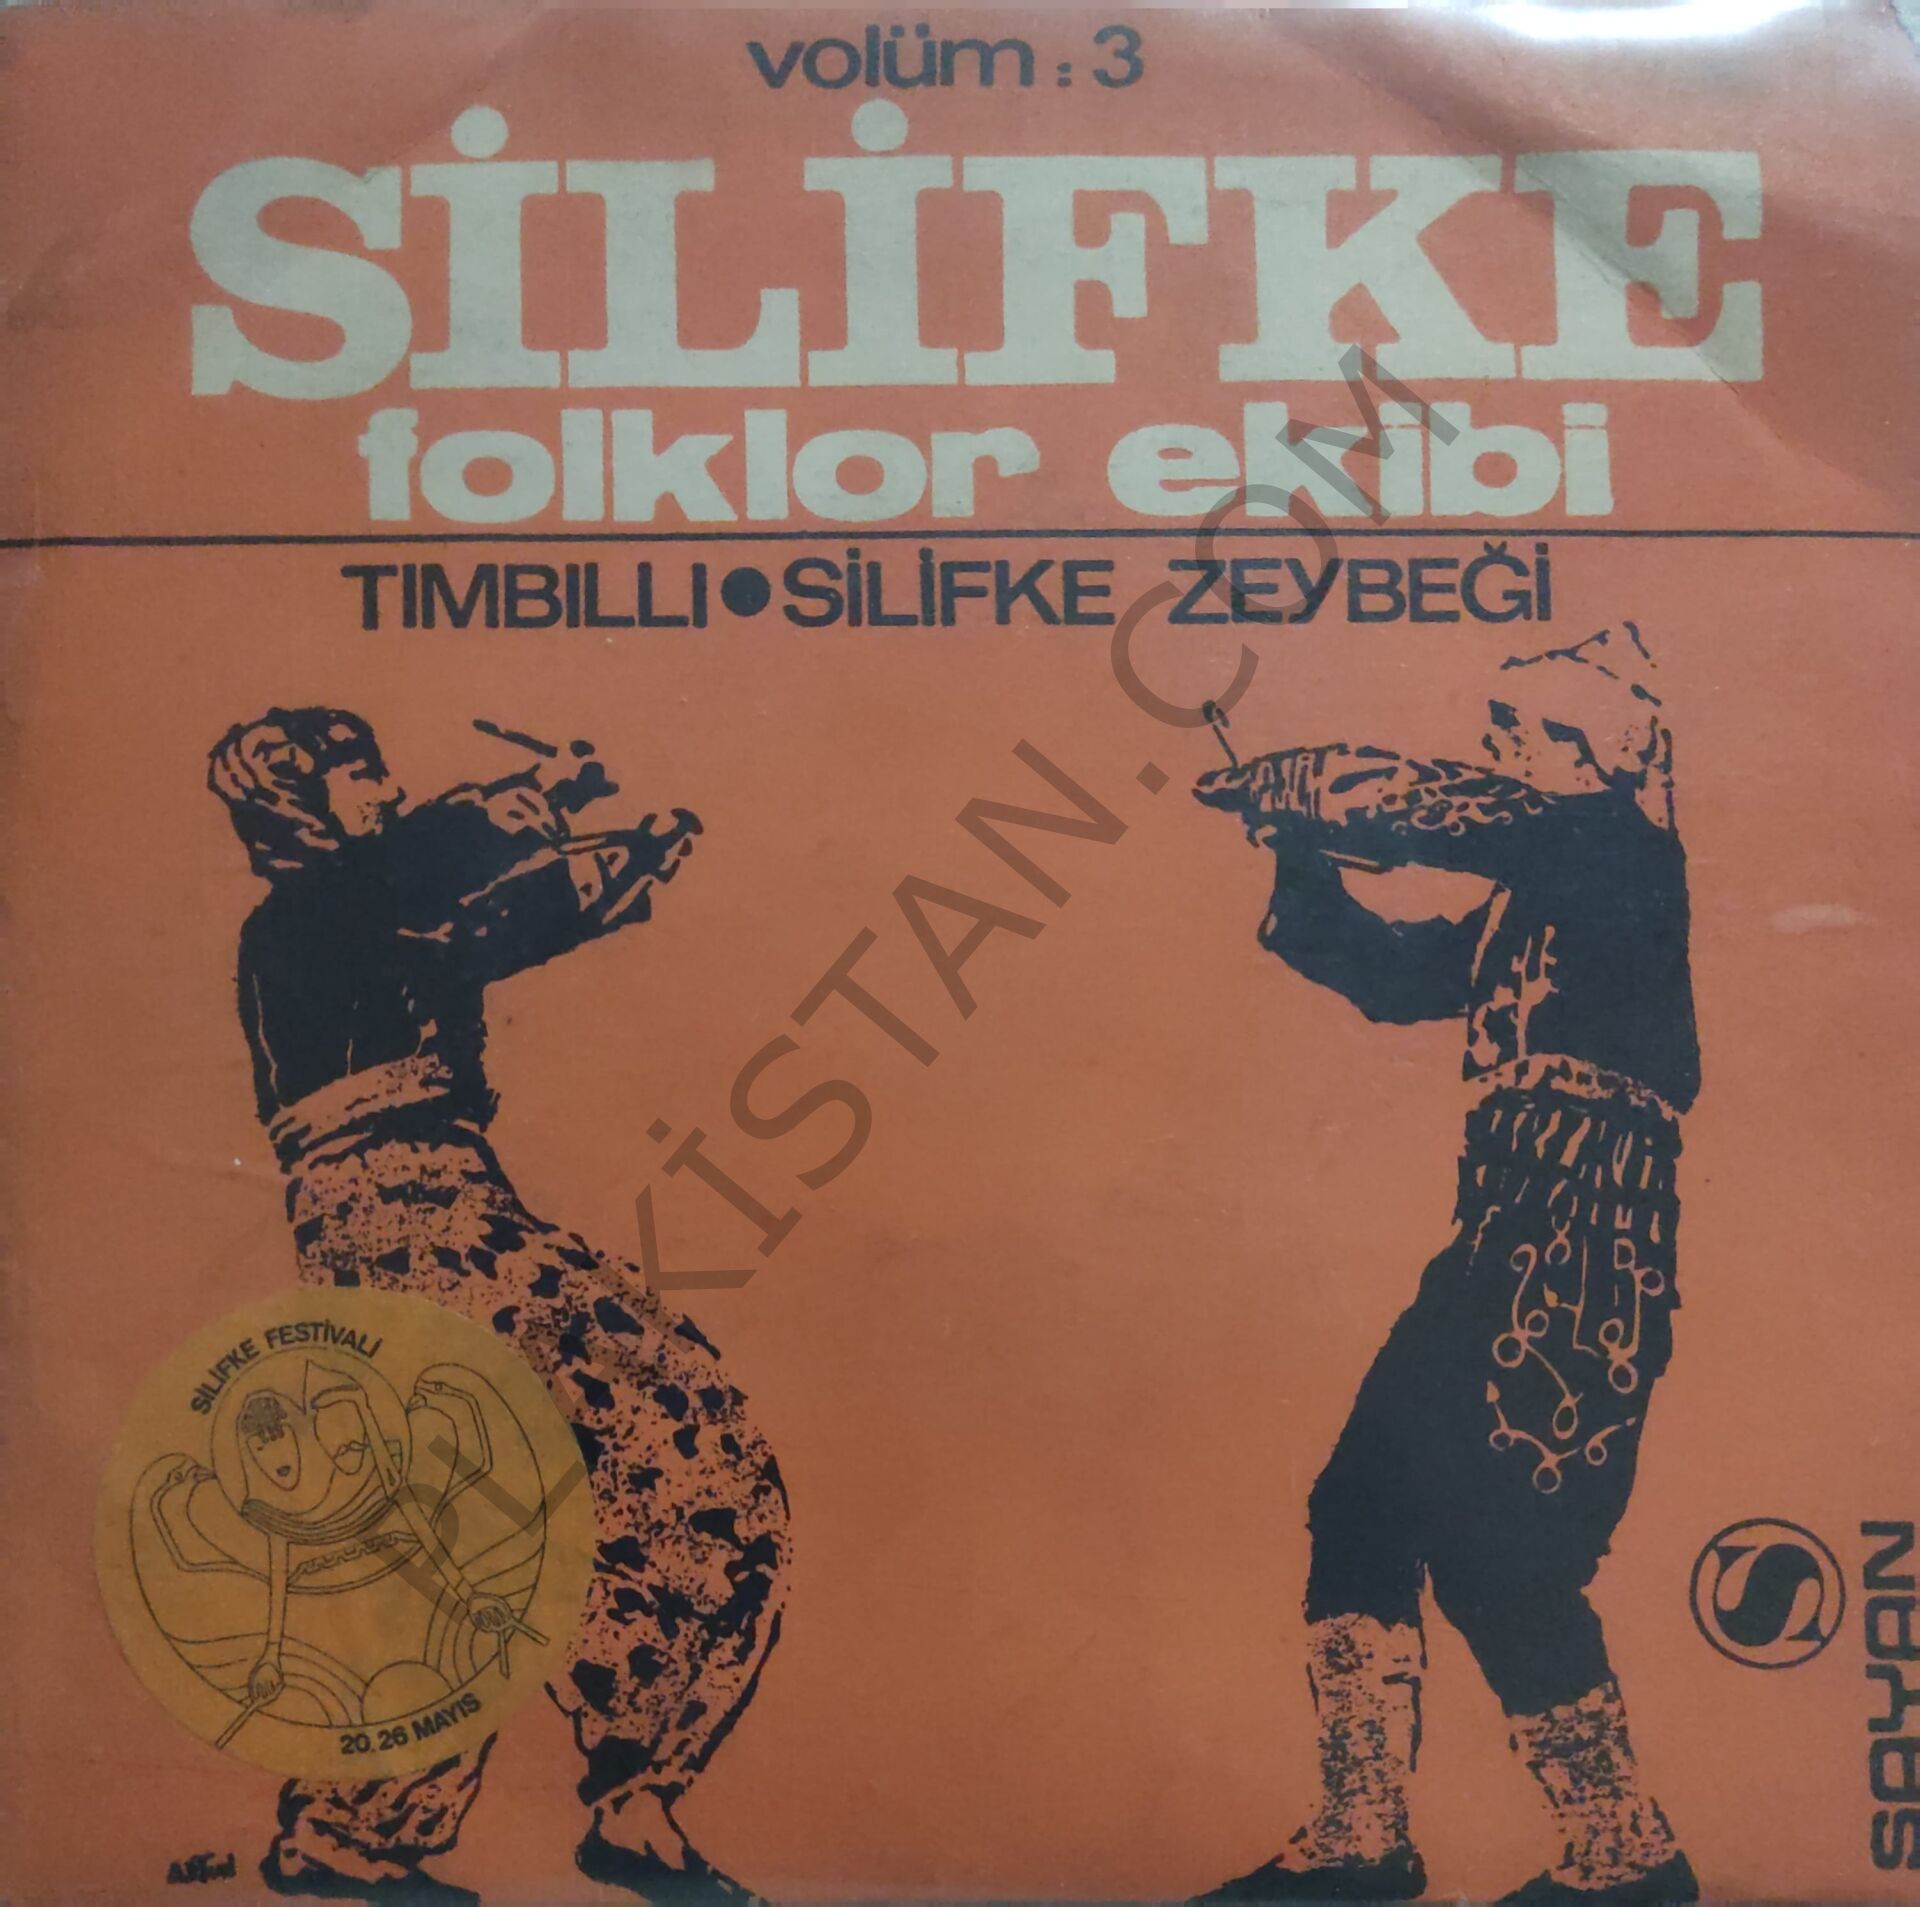 volüm : 3
SİLİFKE
folklor ekibi
TIMBILLI ● SİLİFKE ZEYBEĞİ
PLAKİSTAN.COM
SİLİFKE FESTİVALİ
20.26 MAYIS
S
SAYAN